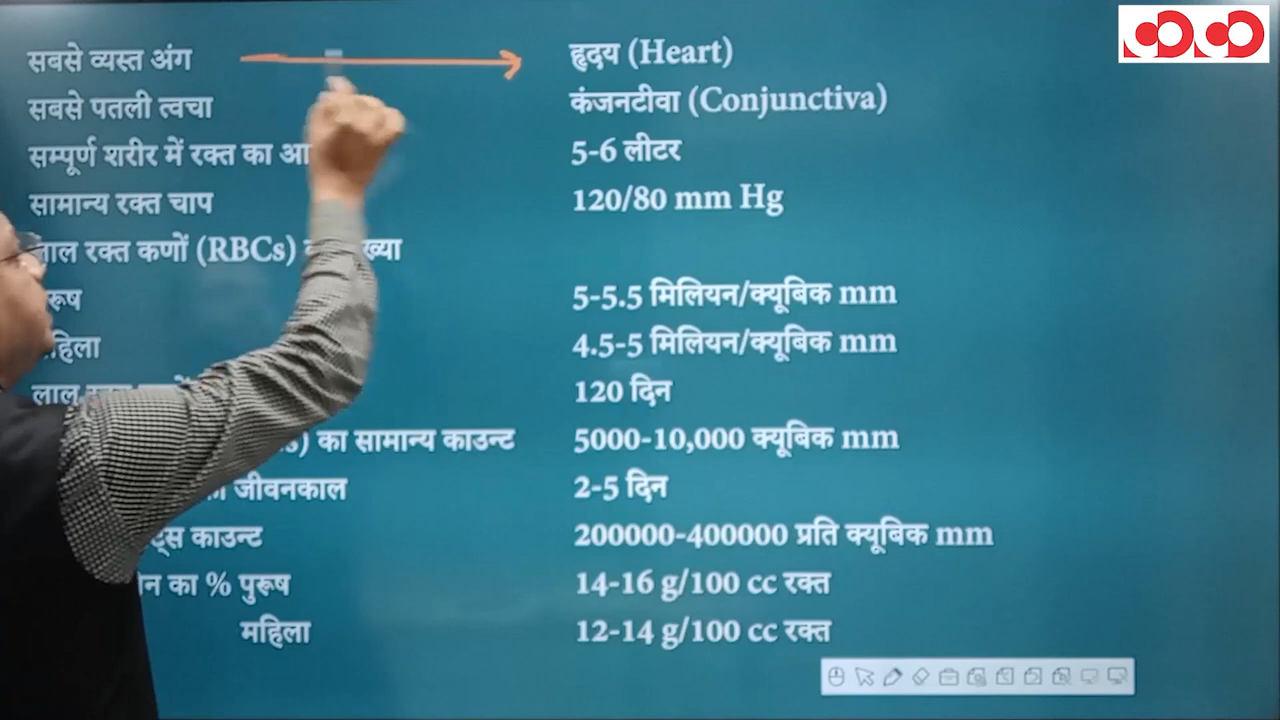 सबसे व्यस्त अंग हृदय (Heart)
सबसे पतली त्वचा कंजनटीवा (Conjunctiva)
सम्पूर्ण शरीर में रक्त का 5-6 लीटर
सामान्य रक्त चाप 120/80 mm Hg
लाल रक्त कणों (RBCs)
5-5.5 मिलियन/क्यूबिक mm
4.5-5 मिलियन/क्यूबिक mm
लाल 120 दिन
का सामान्य काउन्ट 5000-10,000 क्यूबिक mm
जीवनकाल 2-5 दिन
काउन्ट 200000-400000 प्रति क्यूबिक mm
का % पुरूष 14-16 g/100 cc रक्त
महिला 12-14 g/100 cc रक्त